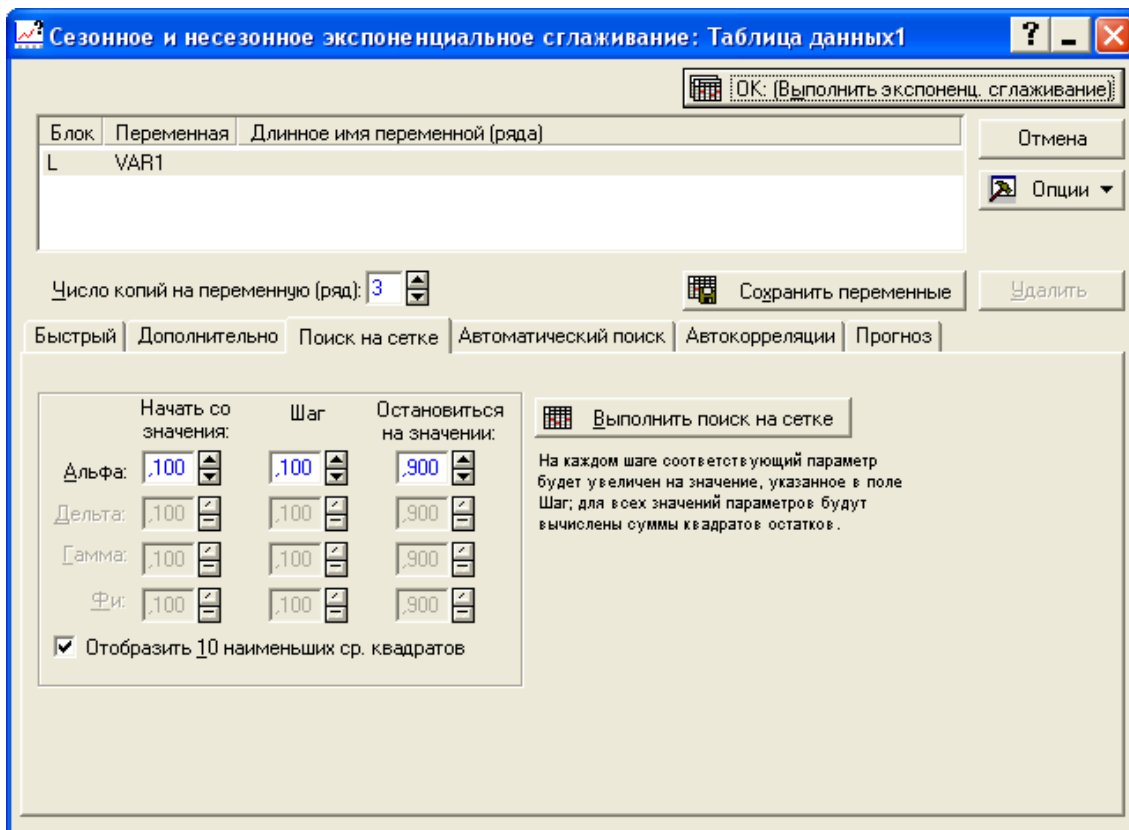 Сезонное и несезонное экспоненциальное сглаживание: Таблица данных1
OK: (Выполнить экспоненц. сглаживание)
Блок Переменная Длинное имя переменной (ряда)
L VAR1
Отмена
Опции
Число копий на переменную (ряд): 3
Сохранить переменные
Удалить
Быстрый Дополнительно Поиск на сетке Автоматический поиск Автокорреляции Прогноз
Начать со значения: Шаг Остановиться на значении:
Альфа: ,100 ,100 ,900
Дельта: ,100 ,100 ,900
Гамма: ,100 ,100 ,900
Фи: ,100 ,100 ,900
Отобразить 10 наименьших ср. квадратов
Выполнить поиск на сетке
На каждом шаге соответствующий параметр
будет увеличен на значение, указанное в поле
Шаг; для всех значений параметров будут
вычислены суммы квадратов остатков.